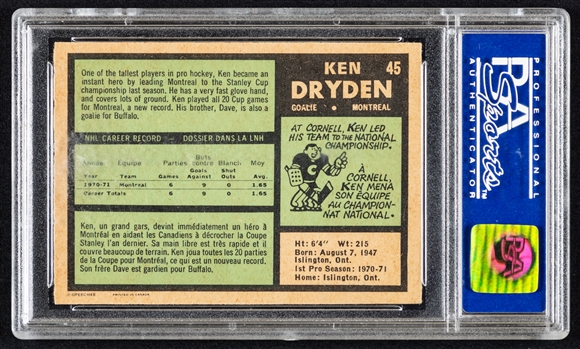 One of the tallest players in pro hockey, Ken became an
instant hero by leading Montreal to the Stanley Cup
championship last season. He has a very fast glove hand,
and covers lots of ground. Ken played all 20 Cup games
for Montreal, a new record. His brother, Dave, is also a
goalie for Buffalo.
KEN 45
DRYDEN
GOALIE • MONTREAL
NHL CAREER RECORD — DOSSIER DANS LA LNH
Année Équipe Parties Buts contre Blanch. Moy
Year Team Games Goals Against Shut Outs Avg.
1970-71 Montreal 6 9 0 1.65
Career Totals 6 9 0 1.65
AT CORNELL, KEN LED
HIS TEAM TO THE NATIONAL
CHAMPIONSHIP.
C
À
CORNELL,
KEN MENA
SON ÉQUIPE
AU CHAMPION-
NAT NATIONAL.
Ken, un grand gars, devint immédiatement un héro à
Montréal en aidant les Canadiens à décrocher la Coupe
Stanley l'an dernier. Sa main libre est très rapide et il
couvre beaucoup de terrain. Ken joua toutes les 20 parties
de la Coupe pour Montréal, ce qui est un nouveau record.
Son frère Dave est gardien pour Buffalo.
Ht: 6'4" Wt: 215
Born: August 7, 1947
Islington, Ont.
1st Pro Season: 1970-71
Home: Islington, Ont.
PRINTED IN CANADA
PROFESSIONAL
SPORTS
AUTHENTICATOR
PSA
Sports
TM
PSA